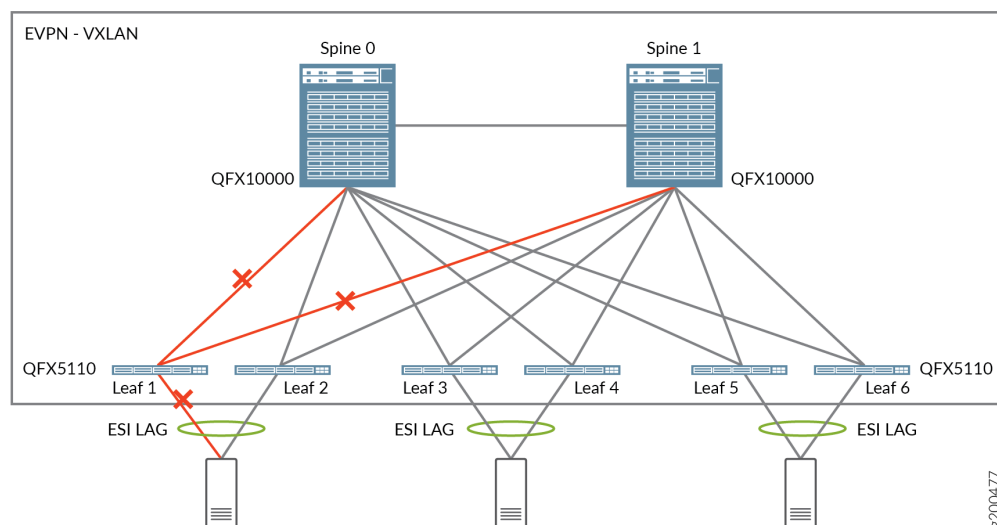 EVPN - VXLAN
Spine 0
Spine 1
QFX10000
QFX10000
QFX5110
Leaf 1
Leaf 2
Leaf 3
Leaf 4
Leaf 5
Leaf 6
QFX5110
ESI LAG
ESI LAG
ESI LAG